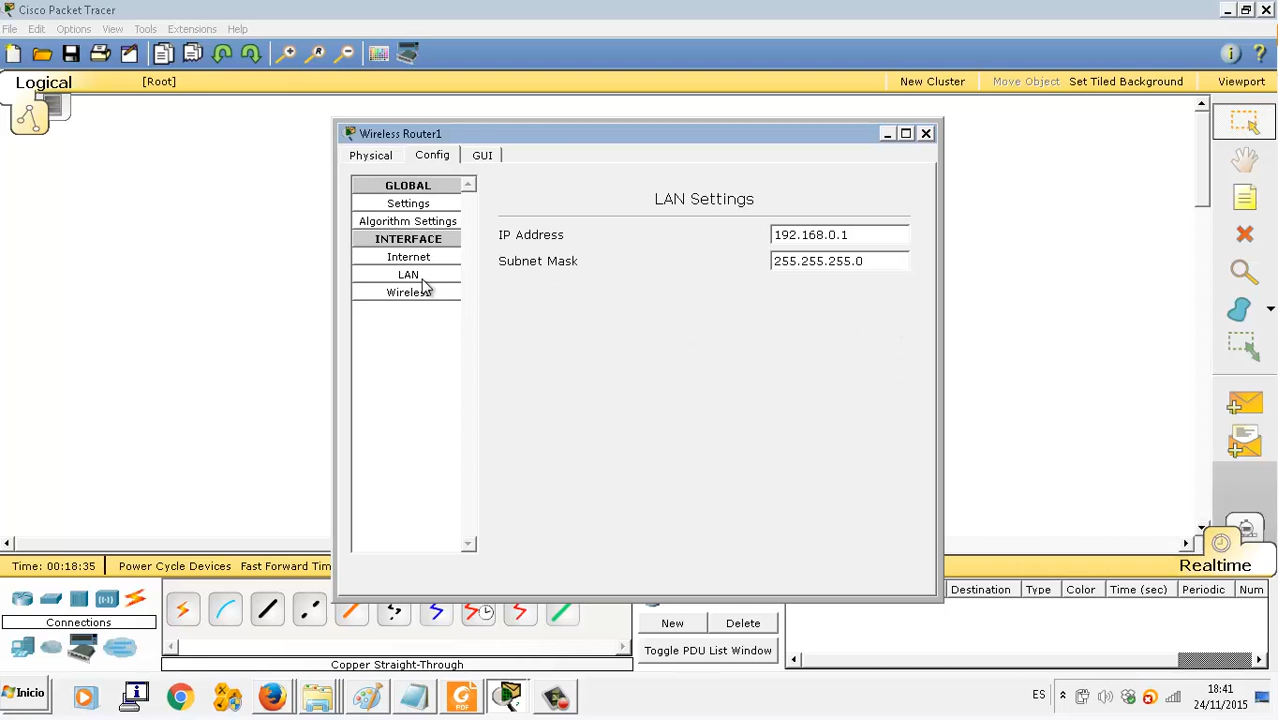 Cisco Packet Tracer
File Edit Options View Tools Extensions Help
Logical [Root] New Cluster Move Object Set Tiled Background Viewport
Wireless Router1
Physical Config GUI
GLOBAL
Settings
Algorithm Settings
INTERFACE
Internet
LAN
Wireless
LAN Settings
IP Address 192.168.0.1
Subnet Mask 255.255.255.0
Time: 00:18:35 Power Cycle Devices Fast Forward Tim
Realtime
Connections
Copper Straight-Through
New Delete
Toggle PDU List Window
Destination Type Color Time (sec) Periodic Num
Inicio
PDF
ES
18:41
24/11/2015